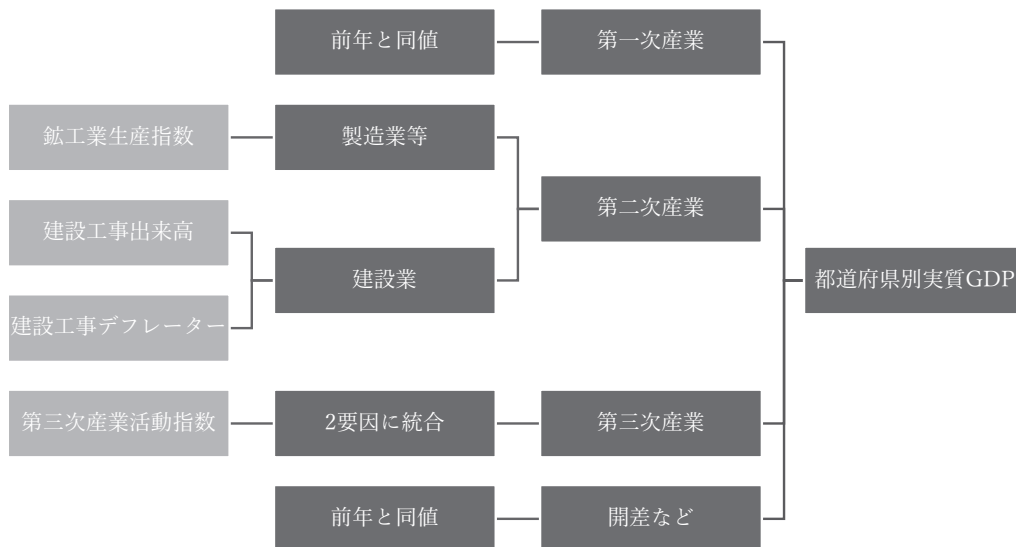 前年と同値
第一次産業
鉱工業生産指数
製造業等
第二次産業
建設工事出来高
建設業
都道府県別実質GDP
建設工事デフレーター
第三次産業活動指数
2要因に統合
第三次産業
前年と同値
開差など